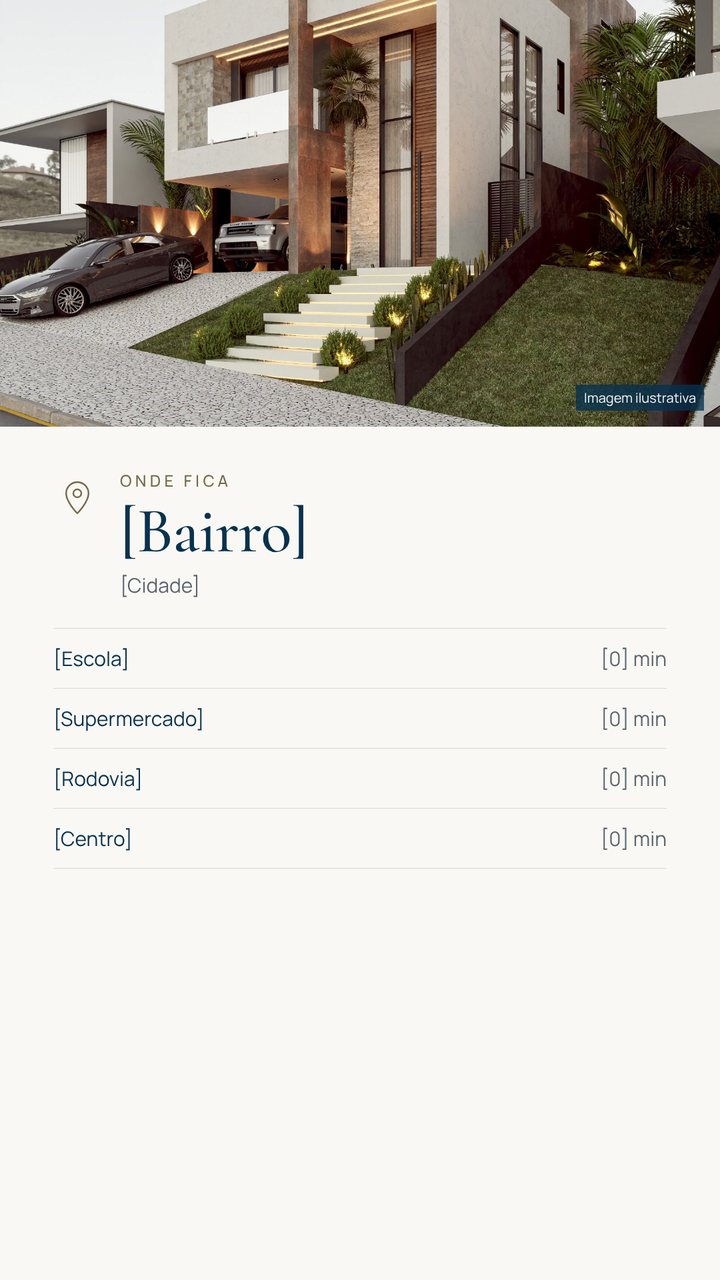 Imagem ilustrativa
ONDE FICA
[Bairro]
[Cidade]
[Escola] [0] min
[Supermercado] [0] min
[Rodovia] [0] min
[Centro] [0] min